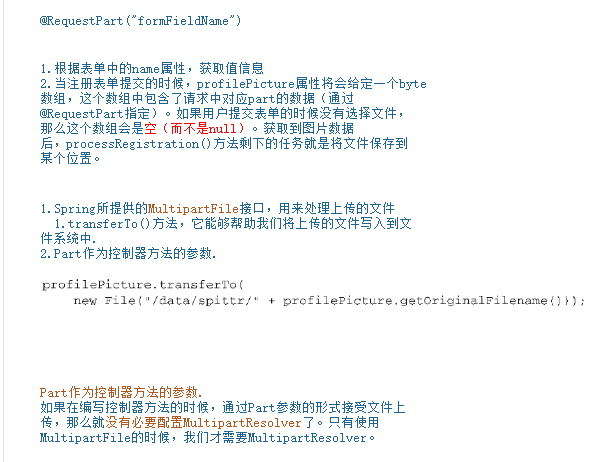 @RequestPart("formFieldName")
1.根据表单中的name属性，获取值信息
2.当注册表单提交的时候，profilePicture属性将会给定一个byte
数组，这个数组中包含了请求中对应part的数据（通过
@RequestPart指定）。如果用户提交表单的时候没有选择文件，
那么这个数组会是空（而不是null）。获取到图片数据
后，processRegistration()方法剩下的任务就是将文件保存到
某个位置。
1.Spring所提供的MultipartFile接口，用来处理上传的文件
1.transferTo()方法，它能够帮助我们将上传的文件写入到文
件系统中.
2.Part作为控制器方法的参数.
profilePicture.transferTo(
new File("/data/spittr/" + profilePicture.getOriginalFilename()));
Part作为控制器方法的参数.
如果在编写控制器方法的时候，通过Part参数的形式接受文件上
传，那么就没有必要配置MultipartResolver了。只有使用
MultipartFile的时候，我们才需要MultipartResolver。